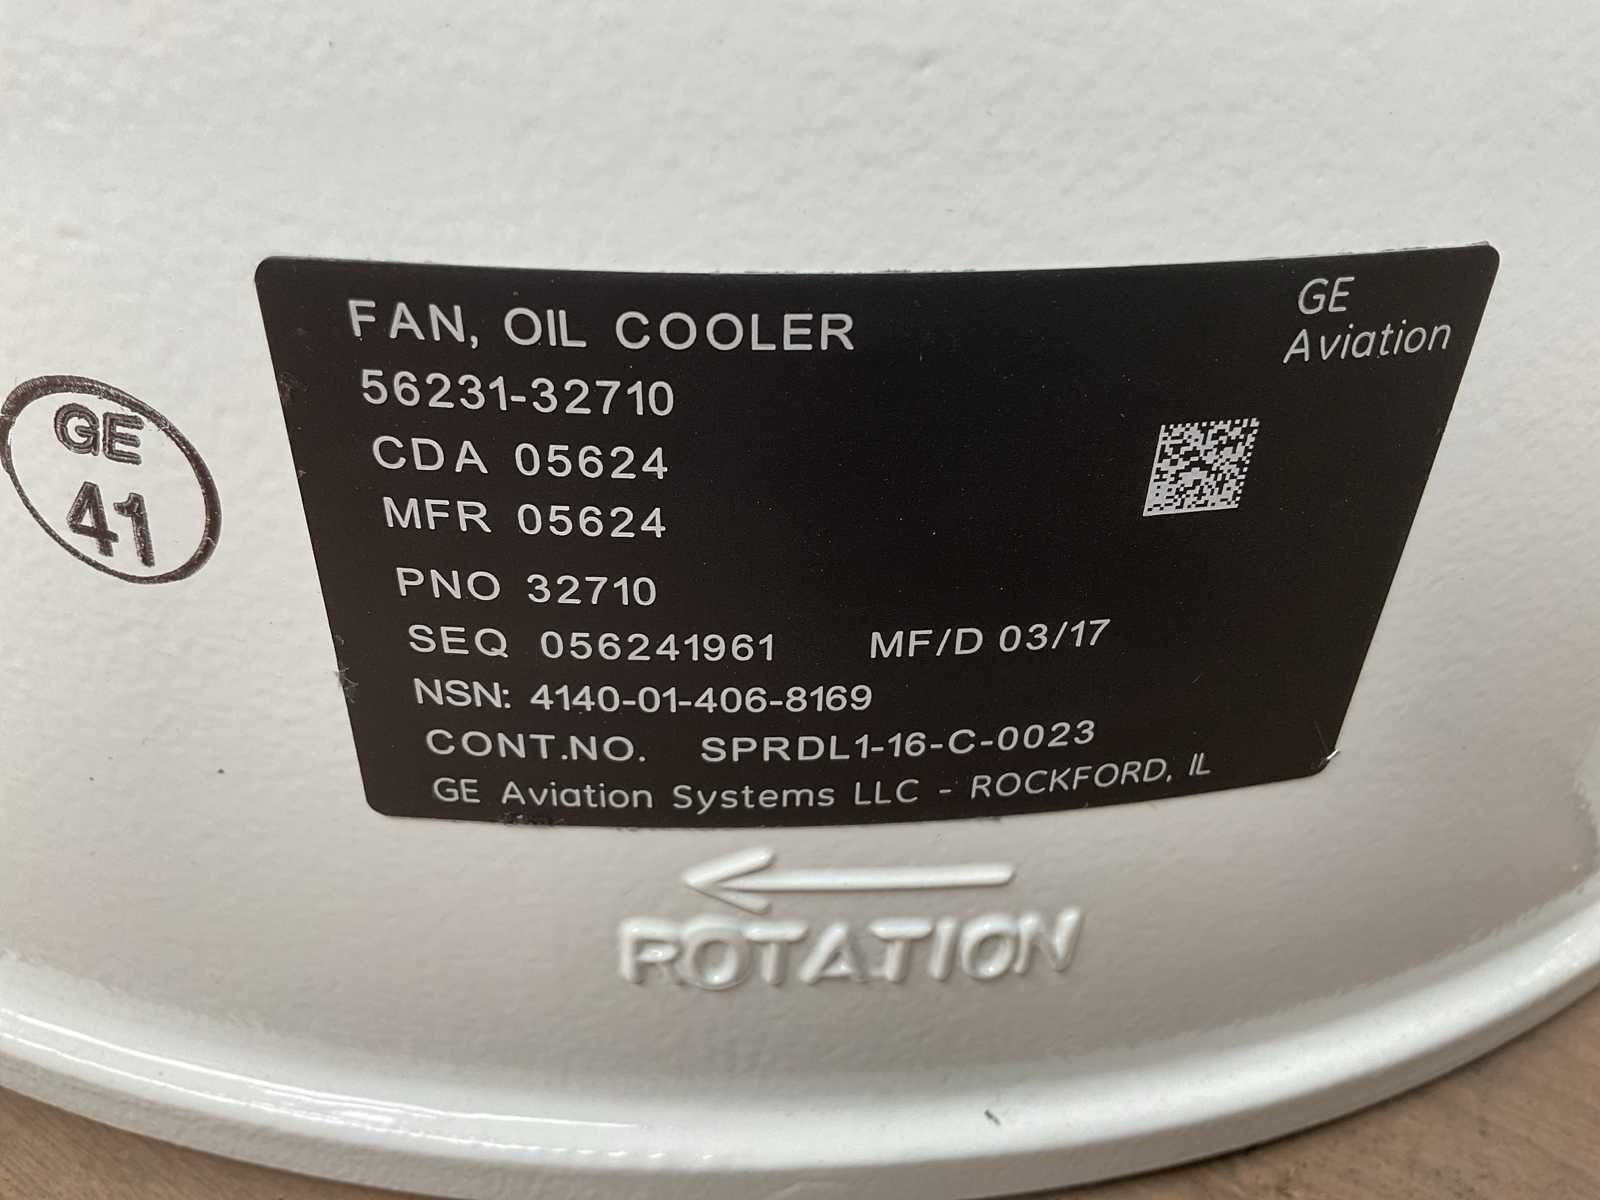 FAN, OIL COOLER
GE
Aviation
56231-32710
CDA 05624
MFR 05624
PNO 32710
SEQ 056241961 MF/D 03/17
NSN: 4140-01-406-8169
CONT.NO. SPRDL1-16-C-0023
GE Aviation Systems LLC - ROCKFORD, IL
GE
41
ROTATION